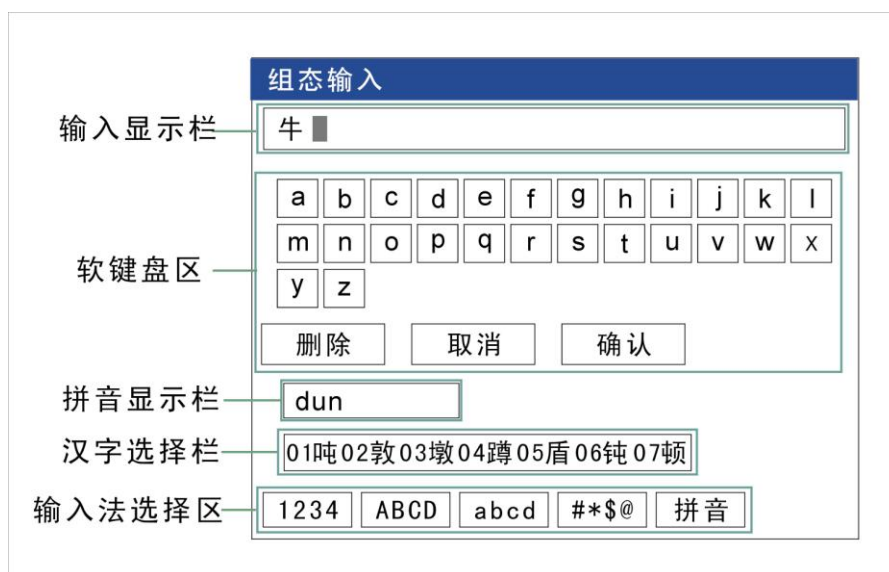 组态输入
输入显示栏 牛
a b c d e f g h i j k l
m n o p q r s t u v w x
软键盘区
y z
删除 取消 确认
拼音显示栏 dun
汉字选择栏 01吨02敦03墩04蹲05盾06钝07顿
输入法选择区 1234 ABCD abcd #*$@ 拼音